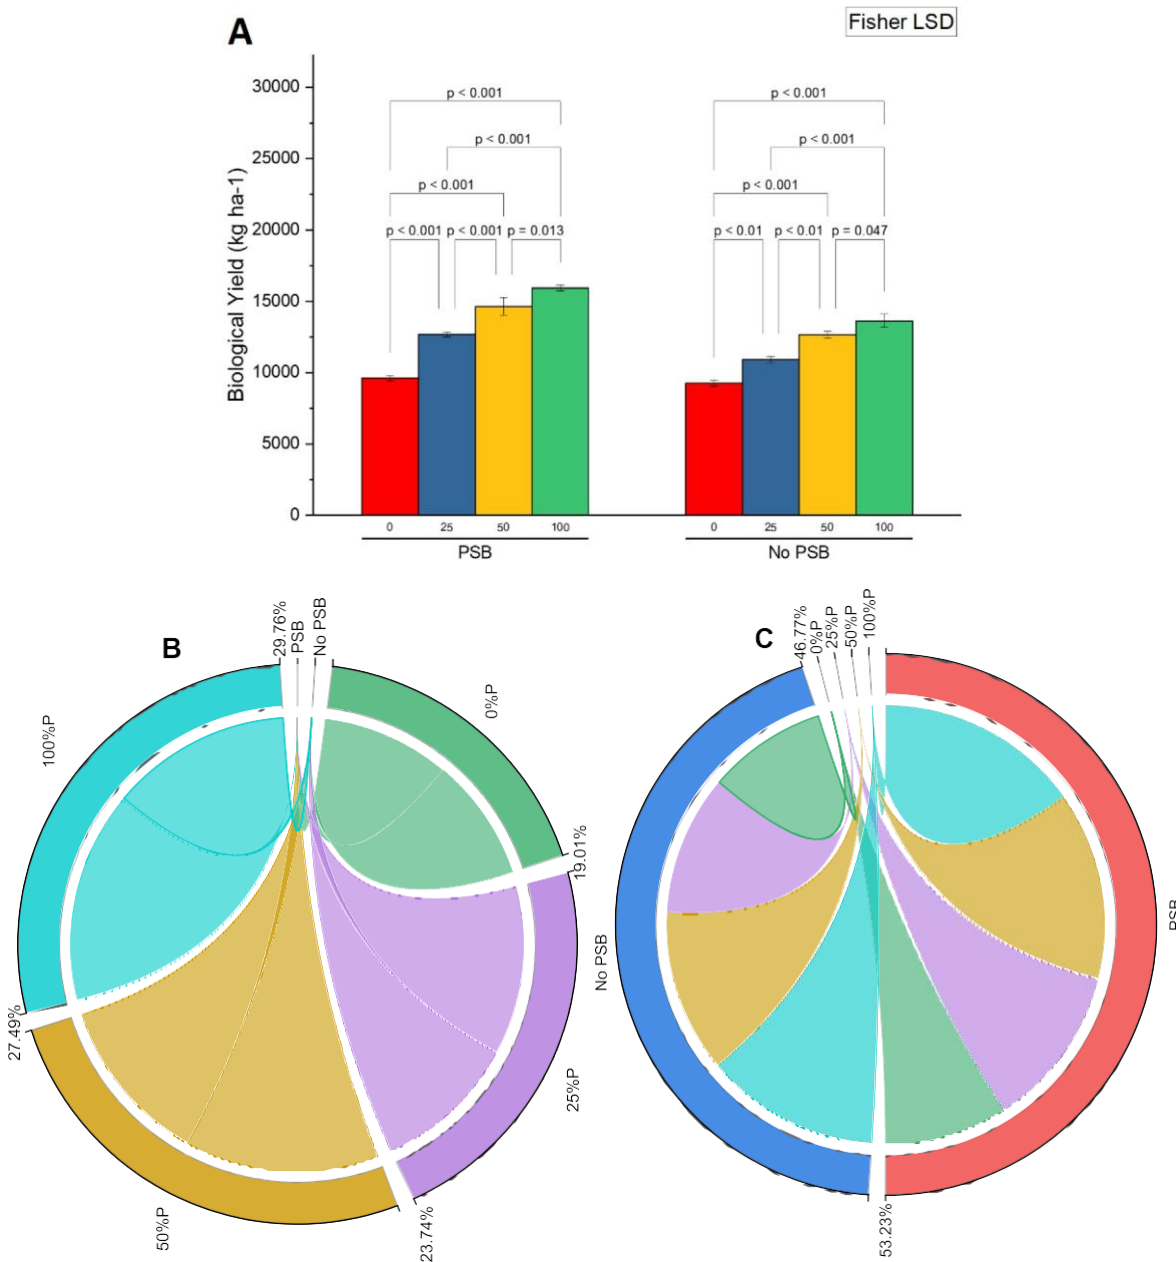 A
Fisher LSD
Biological Yield (kg ha-1)
30000
25000
20000
15000
10000
5000
0
p < 0.001
p < 0.001
p < 0.001
p < 0.001
p < 0.001
p = 0.013
p < 0.001
p < 0.001
p < 0.001
p < 0.01
p < 0.01
p = 0.047
0
25
50
100
0
25
50
100
PSB
No PSB
B
29.76%
PSB
No PSB
0%P
19.01%
25%P
23.74%
50%P
27.49%
100%P
C
46.77%
0%P
25%P
50%P
100%P
PSB
53.23%
No PSB